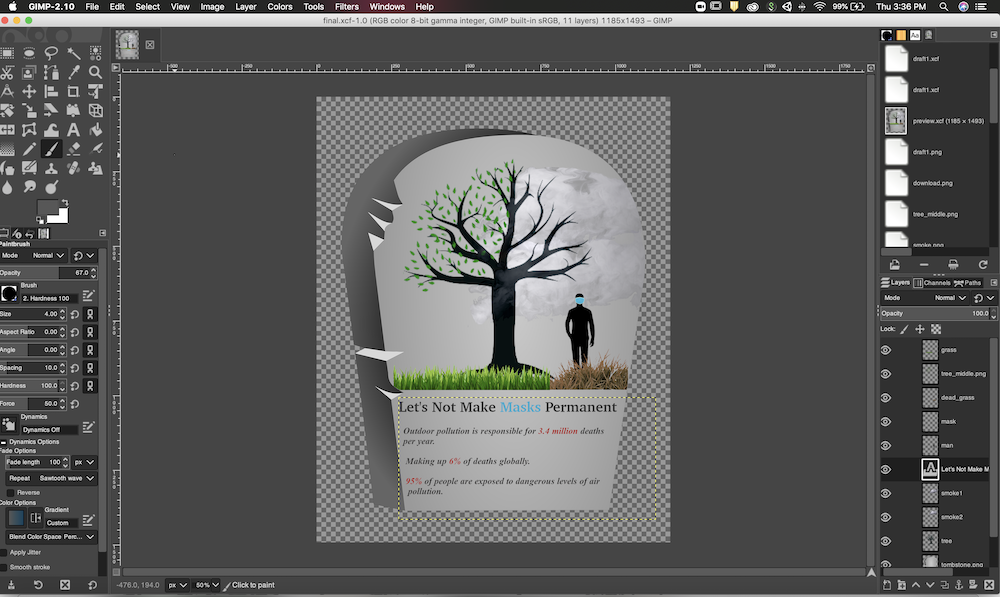 GIMP-2.10 File Edit Select View Image Layer Colors Tools Filters Windows Help 99% Thu 3:36 PM
final.xcf-1.0 (RGB color 8-bit gamma integer, GIMP built-in sRGB, 11 layers) 1185x1493 – GIMP
Paintbrush
Mode Normal
Opacity 67.0
Brush
2. Hardness 100
Size 4.00
Aspect Ratio 0.00
Angle 0.00
Spacing 10.0
Hardness 100.0
Force 50.0
Dynamics
Dynamics Off
Dynamics Options
Fade Options
Fade length 100 px
Repeat Sawtooth wave
Reverse
Color Options
Gradient
Custom
Blend Color Space Perc...
Apply Jitter
Smooth stroke
Let's Not Make Masks Permanent
Outdoor pollution is responsible for 3.4 million deaths
per year.
Making up 6% of deaths globally.
95% of people are exposed to dangerous levels of air
pollution.
-476.0, 194.0 px 50% Click to paint
Aa
draft1.xcf
draft1.xcf
preview.xcf (1185 × 1493)
draft1.png
download.png
tree_middle.png
smoke.png
Layers Channels Paths
Mode Normal
Opacity 100.0
Lock:
grass
tree_middle.png
dead_grass
mask
man
Let's Not Make M
smoke1
smoke2
tree
tombstone.png